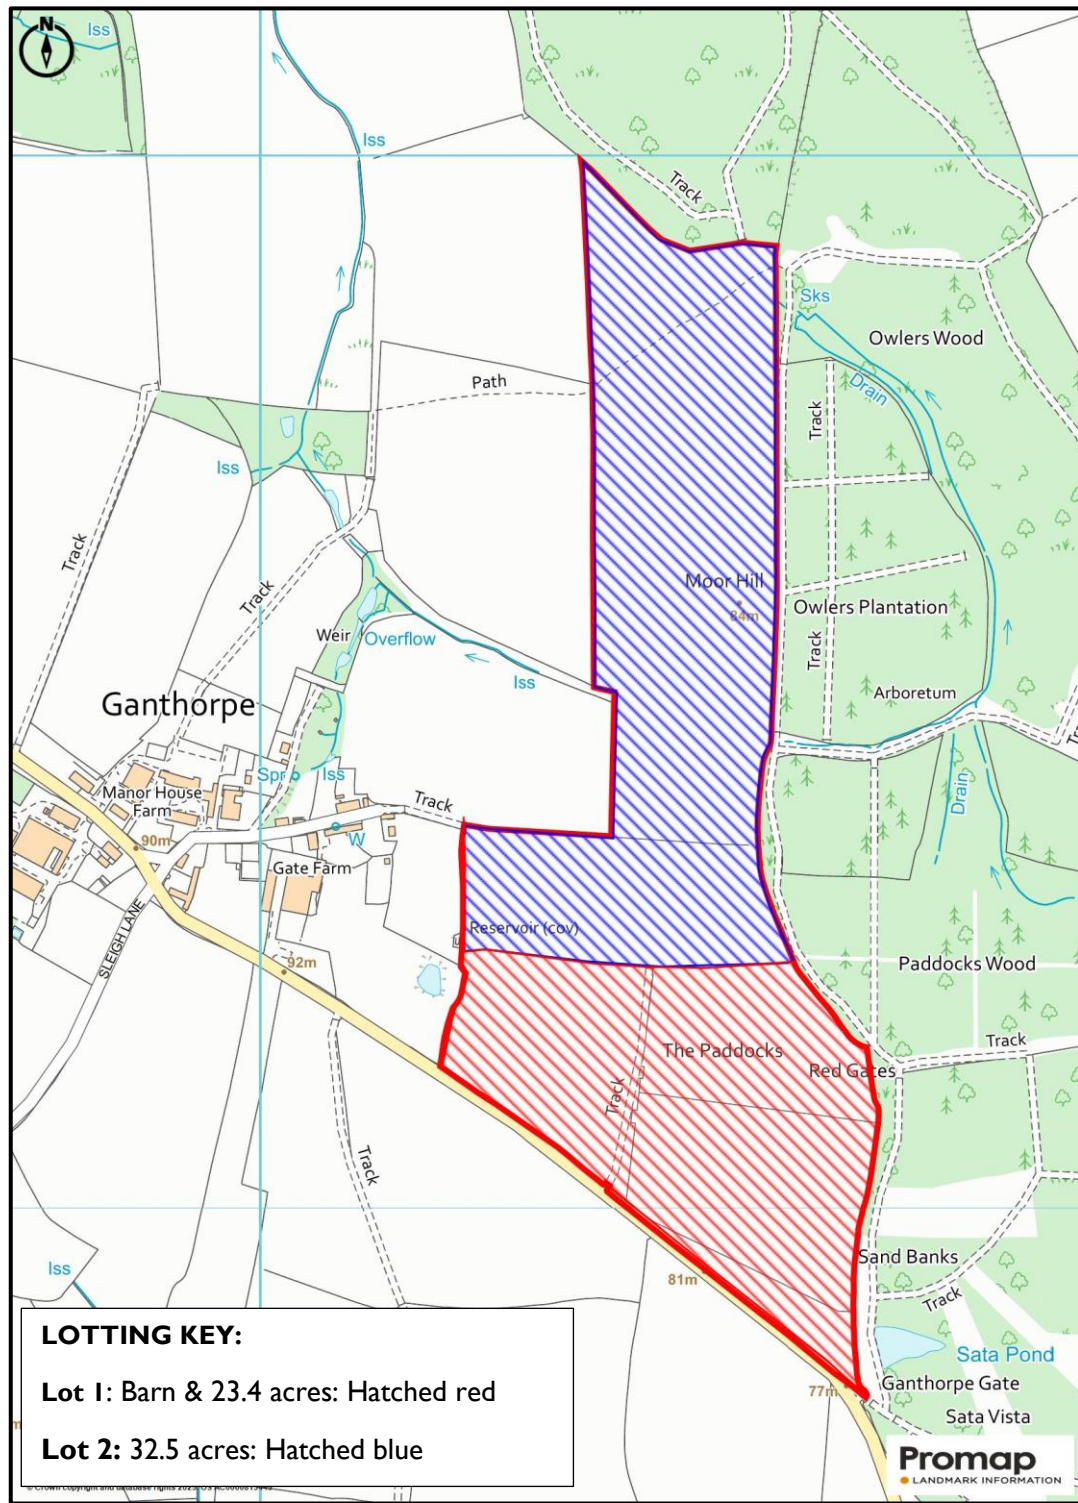 N
Iss
Iss
Track
Sks
Owlers Wood
Drain
Path
Track
Iss
Track
Track
Moor Hill
84m
Owlers Plantation
Track
Weir
Overflow
Iss
Arboretum
Ganthorpe
Spr
Iss
Manor House
Farm
Track
Drain
90m
W
Gate Farm
SLEIGH LANE
Reservoir (cov)
92m
Paddocks Wood
The Paddocks
Track
Red Gates
Track
Track
Sand Banks
Iss
81m
Track
Sata Pond
77m
Ganthorpe Gate
Sata Vista
LOTTING KEY:
Lot 1: Barn & 23.4 acres: Hatched red
Lot 2: 32.5 acres: Hatched blue
Promap
LANDMARK INFORMATION